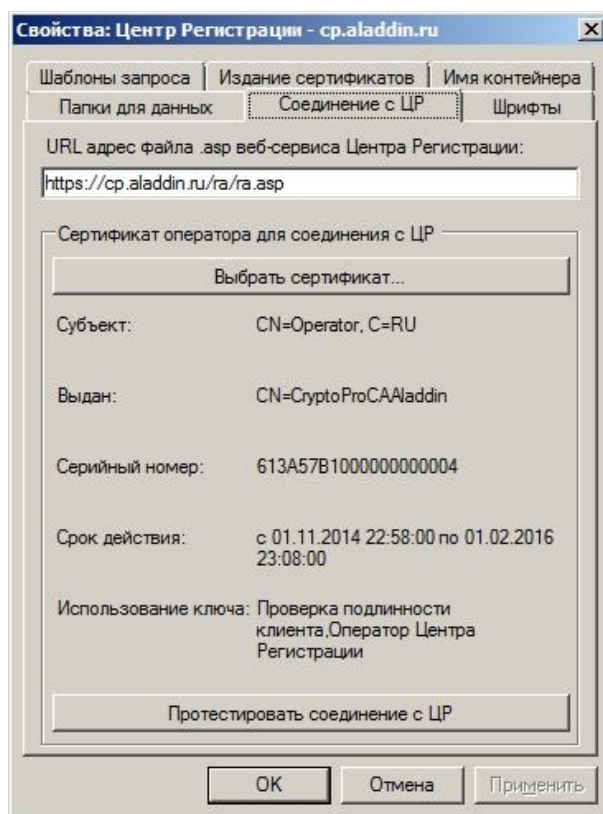 Свойства: Центр Регистрации - cp.aladdin.ru
Шаблоны запроса
Издание сертификатов
Имя контейнера
Папки для данных
Соединение с ЦР
Шрифты
URL адрес файла .asp веб-сервиса Центра Регистрации:
https://cp.aladdin.ru/ra/ra.asp
Сертификат оператора для соединения с ЦР
Выбрать сертификат...
Субъект: CN=Operator, C=RU
Выдан: CN=CryptoProCAAladdin
Серийный номер: 613A57B1000000000004
Срок действия: с 01.11.2014 22:58:00 по 01.02.2016
23:08:00
Использование ключа: Проверка подлинности
клиента,Оператор Центра
Регистрации
Протестировать соединение с ЦР
OK
Отмена
Применить